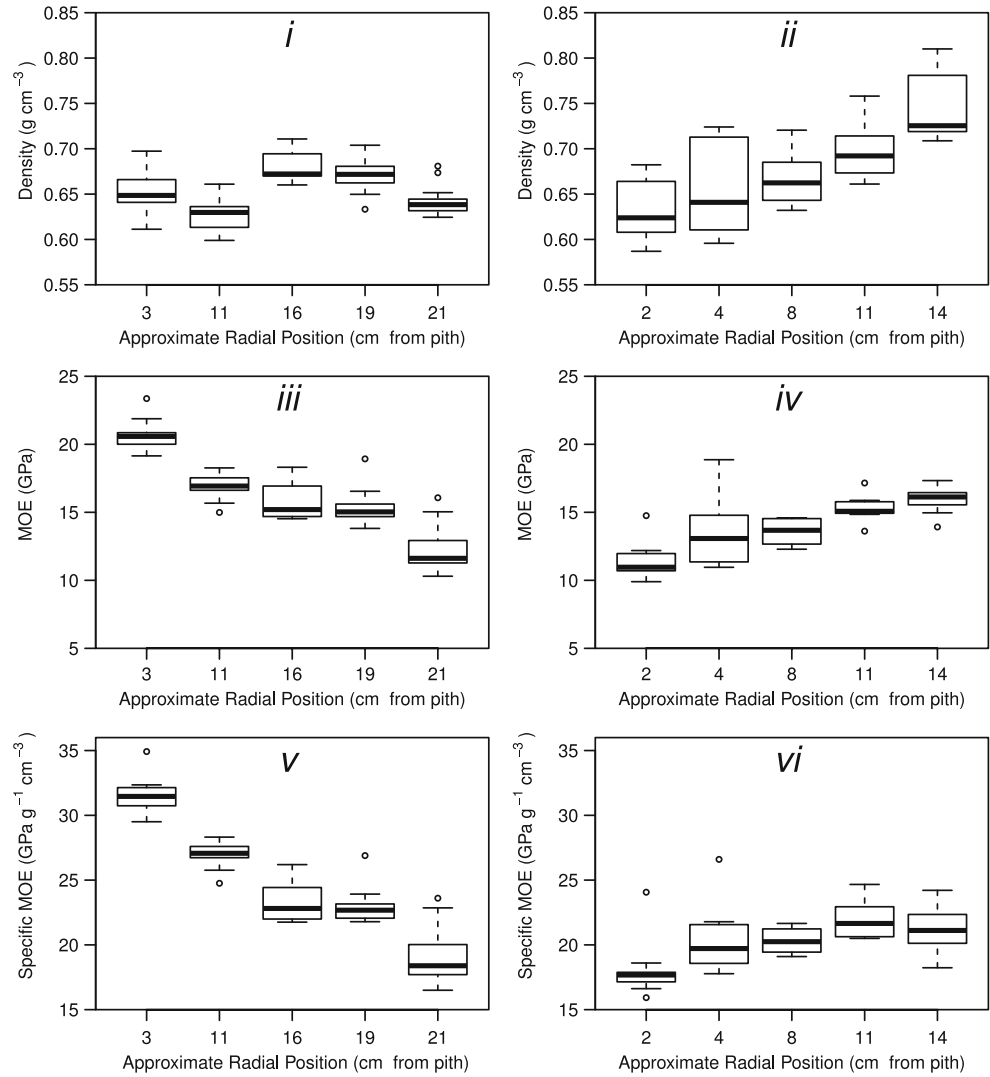 i
Density (g cm⁻³)
0.85
0.80
0.75
0.70
0.65
0.60
0.55
3 11 16 19 21
Approximate Radial Position (cm from pith)
ii
Density (g cm⁻³)
0.85
0.80
0.75
0.70
0.65
0.60
0.55
2 4 8 11 14
Approximate Radial Position (cm from pith)
iii
MOE (GPa)
25
20
15
10
5
3 11 16 19 21
Approximate Radial Position (cm from pith)
iv
MOE (GPa)
25
20
15
10
5
2 4 8 11 14
Approximate Radial Position (cm from pith)
v
Specific MOE (GPa g⁻¹ cm⁻³)
35
30
25
20
15
3 11 16 19 21
Approximate Radial Position (cm from pith)
vi
Specific MOE (GPa g⁻¹ cm⁻³)
35
30
25
20
15
2 4 8 11 14
Approximate Radial Position (cm from pith)